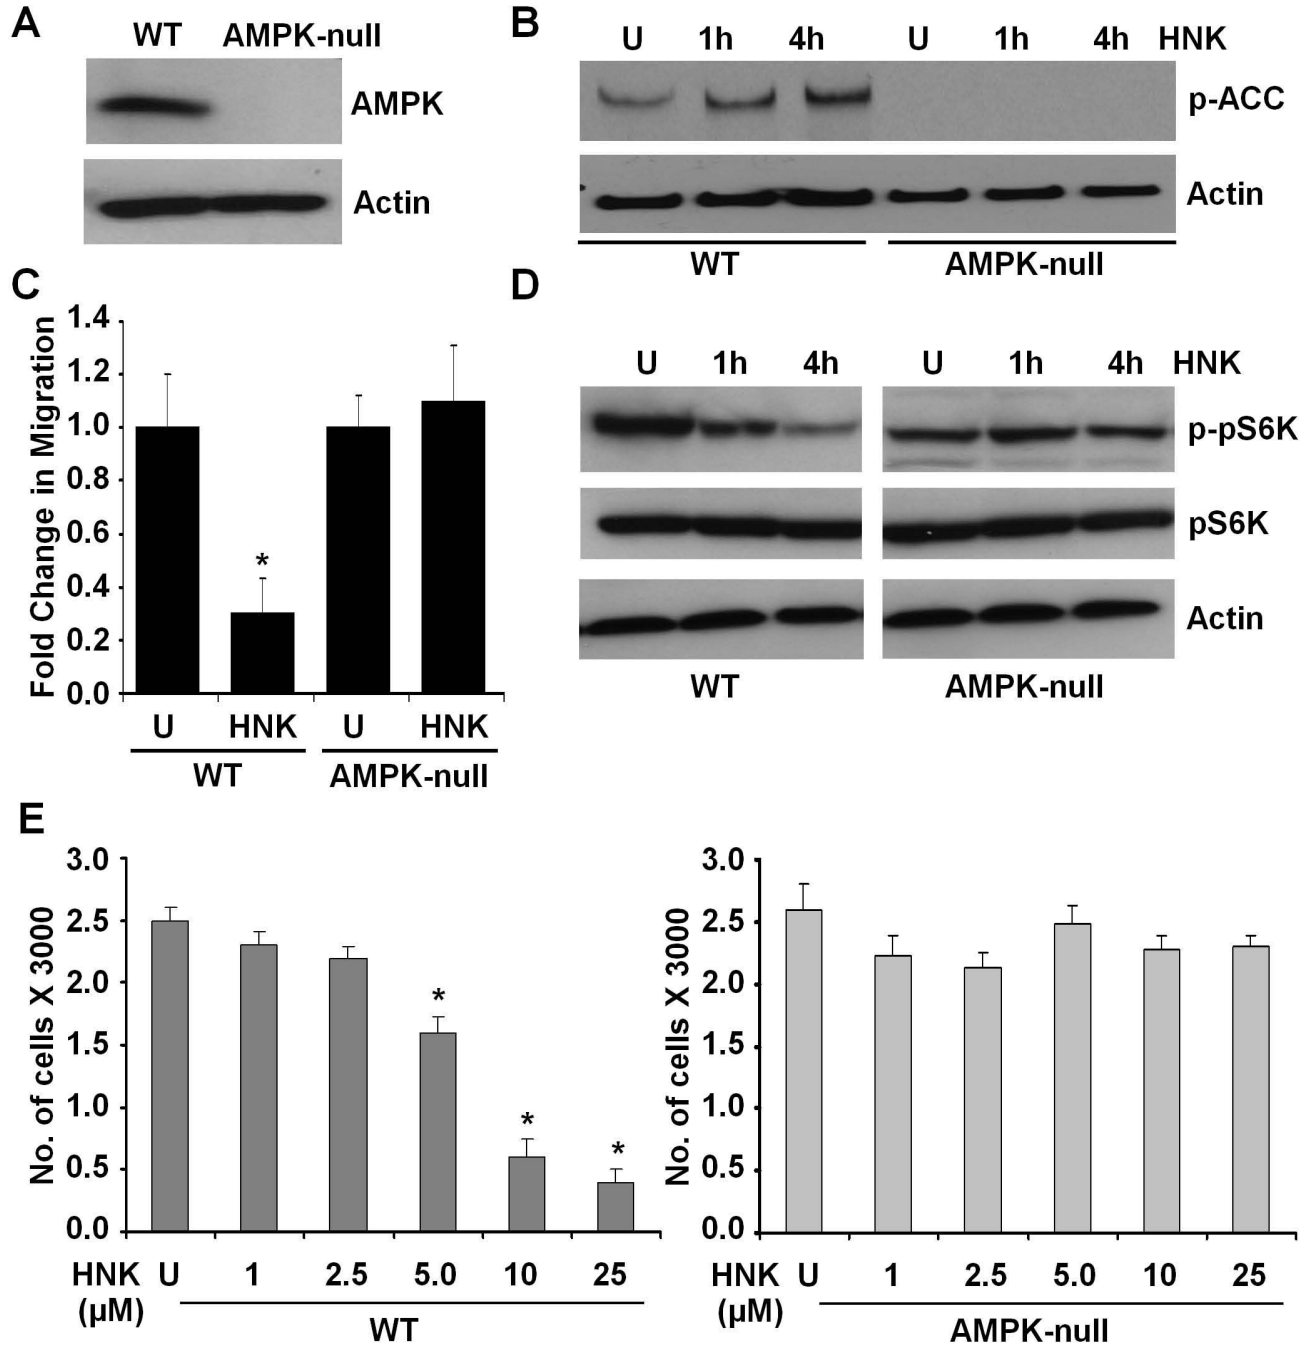 A
WT AMPK-null
AMPK
Actin
B
U 1h 4h U 1h 4h HNK
p-ACC
Actin
WT AMPK-null
C
Fold Change in Migration
1.4
1.2
1.0
0.8
0.6
0.4
0.2
0.0
*
U HNK U HNK
WT AMPK-null
D
U 1h 4h U 1h 4h HNK
p-pS6K
pS6K
Actin
WT AMPK-null
E
No. of cells X 3000
3.0
2.5
2.0
1.5
1.0
0.5
0.0
* * *
HNK U 1 2.5 5.0 10 25
(µM)
WT
No. of cells X 3000
3.0
2.5
2.0
1.5
1.0
0.5
0.0
HNK U 1 2.5 5.0 10 25
(µM)
AMPK-null